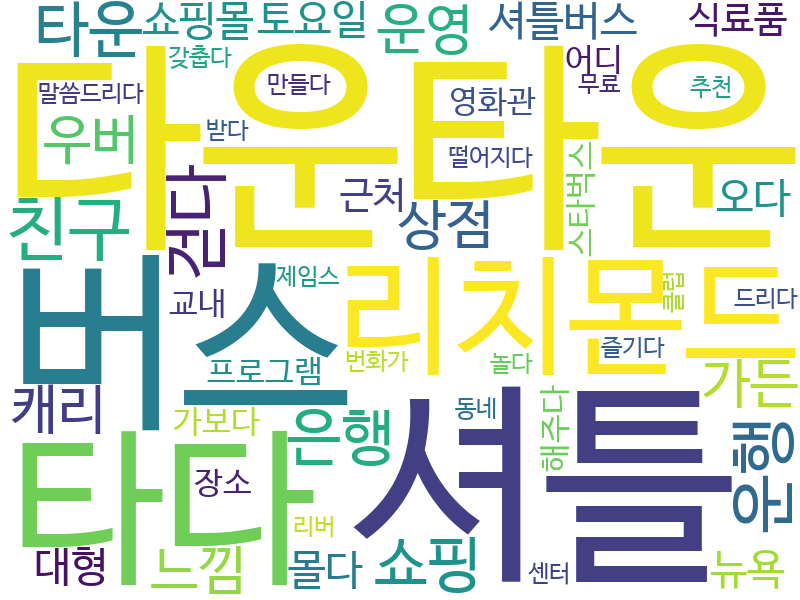 타운
쇼핑몰
토요일
운영
셔틀버스
식료품
갖춥다
어디
말씀드리다
만들다
영화관
무료
추천
다운타운
우버
받다
떨어지다
스타벅스
친구
걷다
근처
상점
오다
버스
제임스
리치몬드
클럽
드리다
교내
프로그램
번화가
놀다
즐기다
가든
캐리
가보다
은행
동네
해주다
운행
타다
장소
셔틀
리버
대형
느낌
몰다
쇼핑
센터
뉴욕